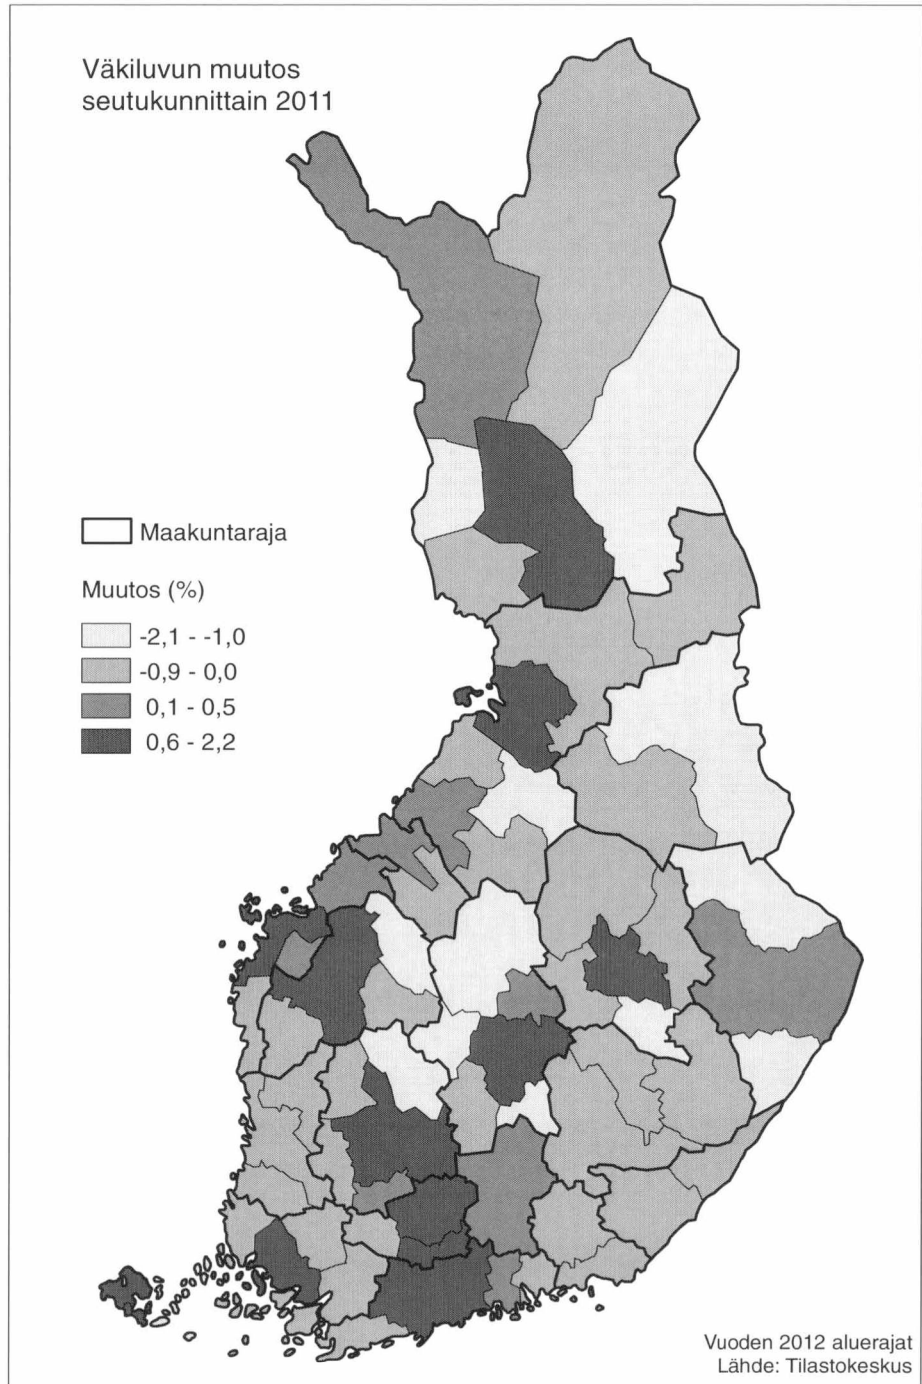 Väkiluvun muutos
seutukunnittain 2011
Maakuntaraja
Muutos (%)
-2,1 - -1,0
-0,9 - 0,0
0,1 - 0,5
0,6 - 2,2
Vuoden 2012 aluerajat
Lähde: Tilastokeskus